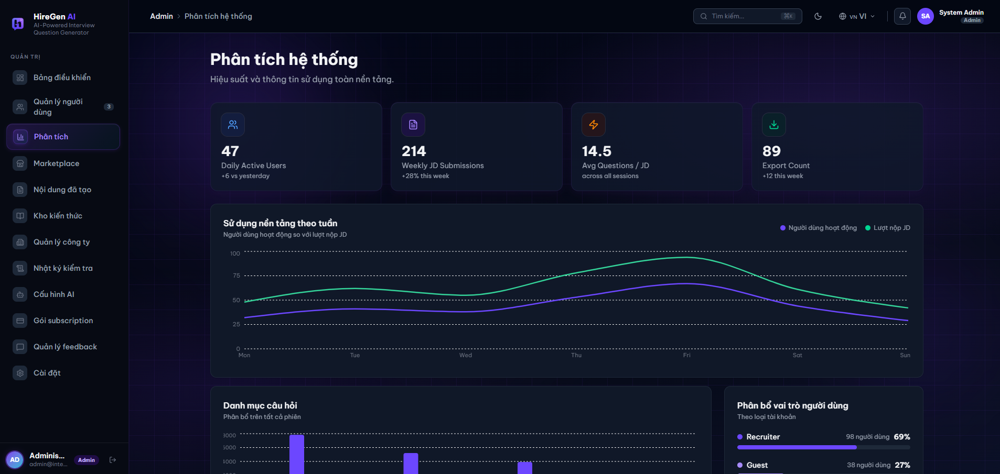 HireGen AI
AI-Powered Interview
Question Generator
QUẢN TRỊ
Bảng điều khiển
Quản lý người
dùng
3
Phân tích
Marketplace
Nội dung đã tạo
Kho kiến thức
Quản lý công ty
Nhật ký kiểm tra
Cấu hình AI
Gói subscription
Quản lý feedback
Cài đặt
AD
Adminis...
admin@inte...
Admin
Admin > Phân tích hệ thống
Tìm kiếm...
⌘K
VN VI
SA
System Admin
Admin
Phân tích hệ thống
Hiệu suất và thông tin sử dụng toàn nền tảng.
47
Daily Active Users
+6 vs yesterday
214
Weekly JD Submissions
+28% this week
14.5
Avg Questions / JD
across all sessions
89
Export Count
+12 this week
Sử dụng nền tảng theo tuần
Người dùng hoạt động so với lượt nộp JD
Người dùng hoạt động
Lượt nộp JD
100
75
50
25
0
Mon Tue Wed Thu Fri Sat Sun
Danh mục câu hỏi
Phân bổ trên tất cả phiên
Phân bổ vai trò người dùng
Theo loại tài khoản
Recruiter 98 người dùng 69%
Guest 38 người dùng 27%